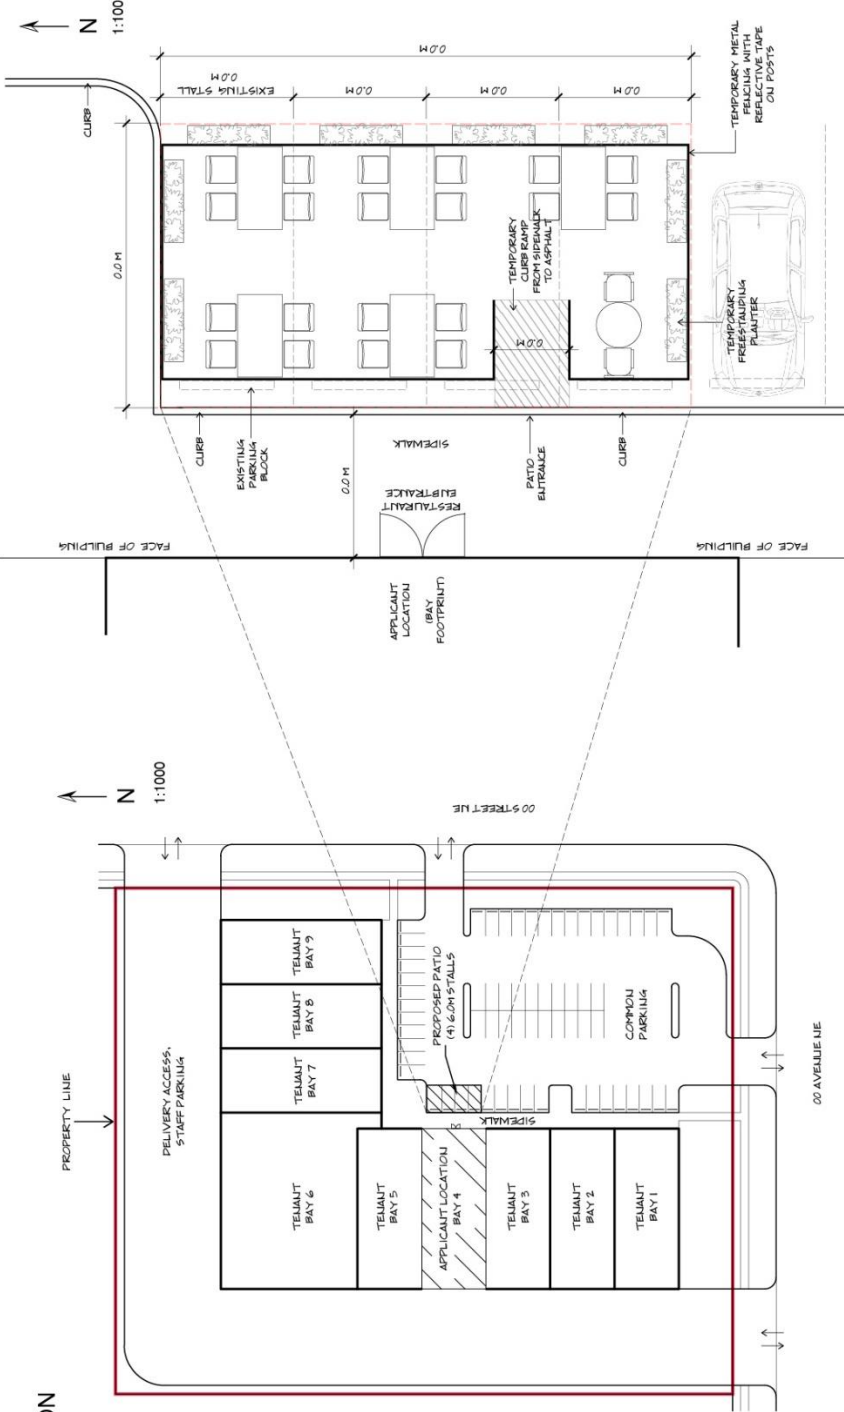 N
1:100
CURB
0.0 M
0.0 M
EXISTING STALL
0.0 M
0.0 M
0.0 M
0.0 M
TEMPORARY METAL
FENCING WITH
REFLECTIVE TAPE
ON POSTS
TEMPORARY
CURB RAMP
FROM SIDEWALK
TO ASPHALT
0.0 M
TEMPORARY
FREESTANDING
PLANTER
CURB
EXISTING
PARKING
BLOCK
SIDEWALK
PATIO
ENTRANCE
CURB
0.0 M
RESTAURANT
ENBTRANCE
FACE OF BUILDING
FACE OF BUILDING
APPLICANT
LOCATION
(BAY
FOOTPRINT)
N
1:1000
00 STREET NE
PROPERTY LINE
DELIVERY ACCESS,
STAFF PARKING
TENANT
BAY 9
TENANT
BAY 8
TENANT
BAY 7
TENANT
BAY 6
TENANT
BAY 5
APPLICANT LOCATION
BAY 4
TENANT
BAY 3
TENANT
BAY 2
TENANT
BAY 1
SIDEWALK
PROPOSED PATIO
(4) 6.0M STALLS
COMMON
PARKING
00 AVENUE NE
ON